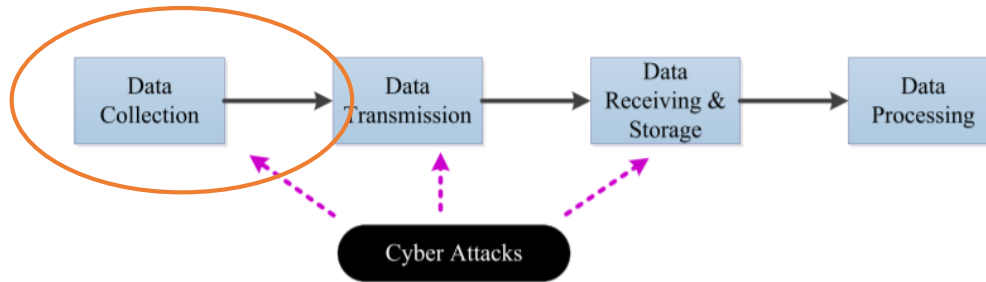 Data
Collection
Data
Transmission
Data
Receiving &
Storage
Data
Processing
Cyber Attacks